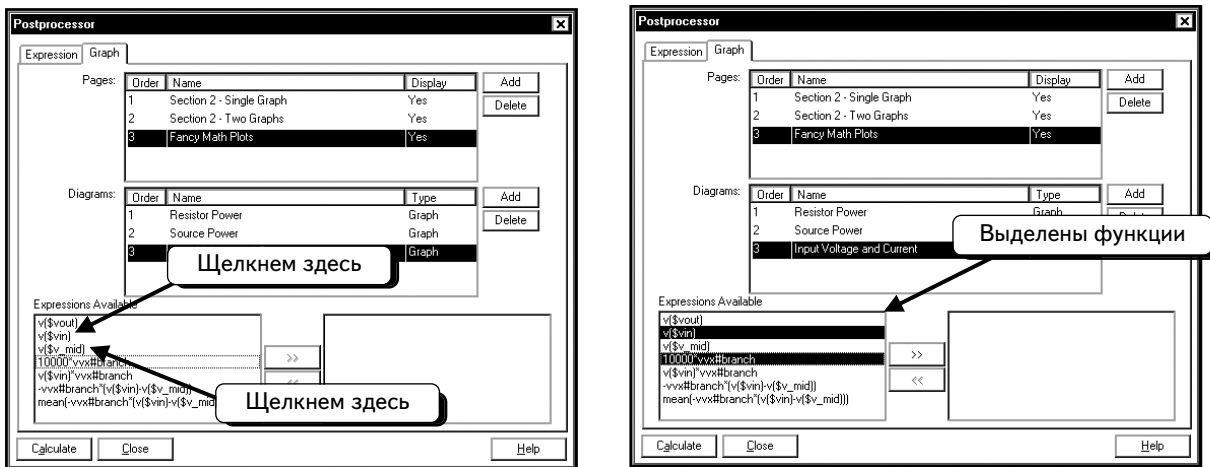 Postprocessor
Expression Graph
Pages:
Order Name Display
1 Section 2 - Single Graph Yes
2 Section 2 - Two Graphs Yes
3 Fancy Math Plots Yes
Add
Delete
Diagrams:
Order Name Type
1 Resistor Power Graph
2 Source Power Graph
3 Graph
Add
Delete
Щелкнем здесь
Expressions Available
v($vout)
v($vin)
v($v_mid)
10000*vvx#branch
v($vin)*vvx#branch
-vvx#branch*(v($vin)-v($v_mid))
mean(-vvx#branch*(v($vin)-v($v_mid
>>
Щелкнем здесь
Calculate Close Help
Postprocessor
Expression Graph
Pages:
Order Name Display
1 Section 2 - Single Graph Yes
2 Section 2 - Two Graphs Yes
3 Fancy Math Plots Yes
Add
Delete
Diagrams:
Order Name Type
1 Resistor Power Graph
2 Source Power
3 Input Voltage and Current
Add
Выделены функции
Expressions Available
v($vout)
v($vin)
v($v_mid)
10000*vvx#branch
v($vin)*vvx#branch
-vvx#branch*(v($vin)-v($v_mid))
mean(-vvx#branch*(v($vin)-v($v_mid)))
>>
<<
Calculate Close Help